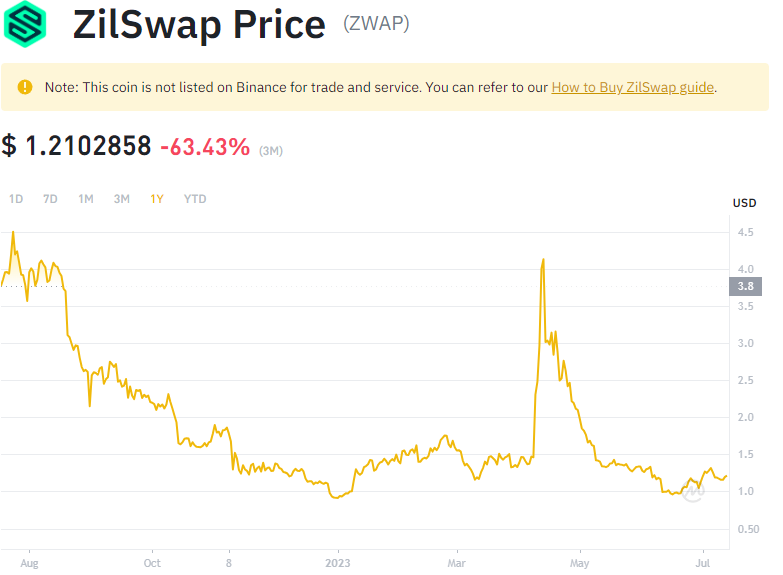 ZilSwap Price (ZWAP)
Note: This coin is not listed on Binance for trade and service. You can refer to our How to Buy ZilSwap guide.
$ 1.2102858 -63.43% (3M)
1D 7D 1M 3M 1Y YTD
USD
4.5
4.0
3.8
3.5
3.0
2.5
2.0
1.5
1.0
0.50
Aug Oct 8 2023 Mar May Jul